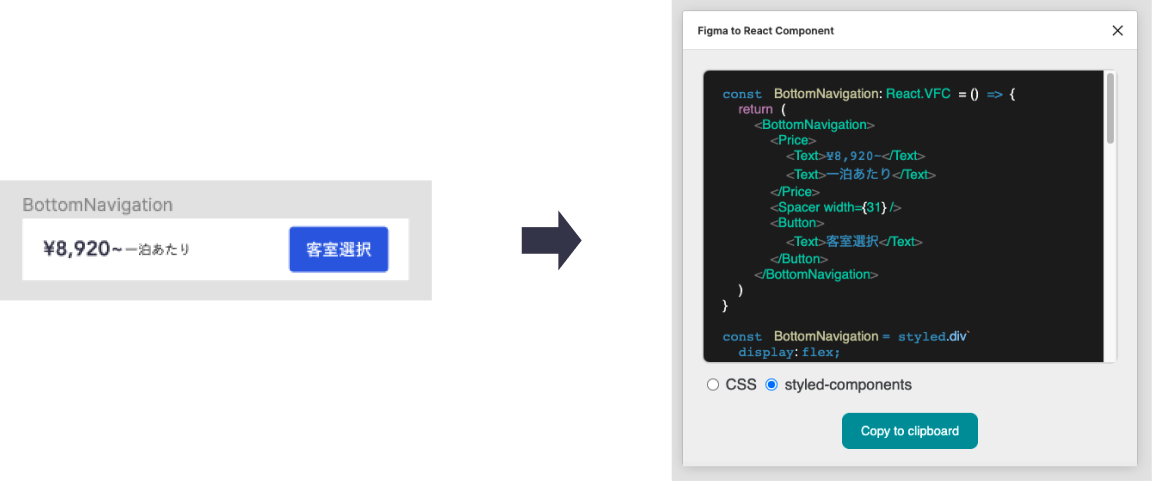 BottomNavigation
¥8,920~一泊あたり
客室選択
Figma to React Component
const BottomNavigation: React.VFC = () => {
return (
<BottomNavigation>
<Price>
<Text>¥8,920~</Text>
<Text>一泊あたり</Text>
</Price>
<Spacer width={31} />
<Button>
<Text>客室選択</Text>
</Button>
</BottomNavigation>
)
}
const BottomNavigation = styled.div`
display: flex;
CSS styled-components
Copy to clipboard